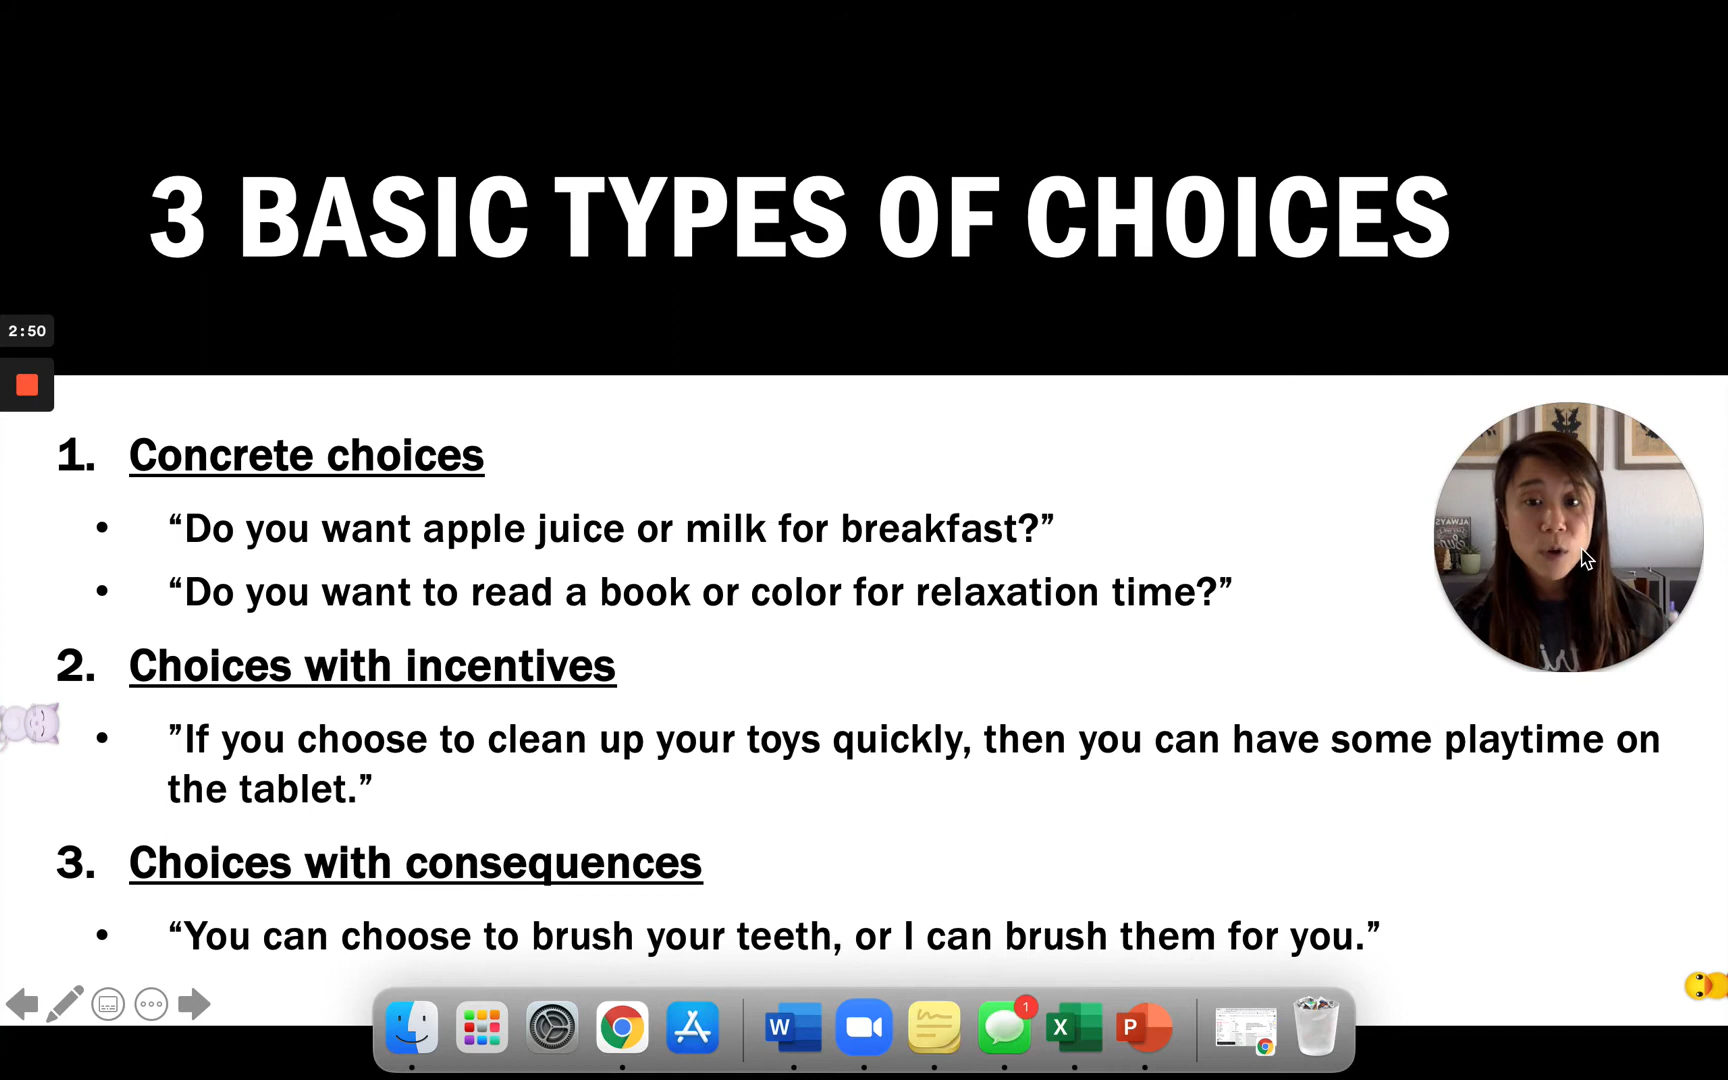 3 BASIC TYPES OF CHOICES
2:50
1. Concrete choices
• “Do you want apple juice or milk for breakfast?”
• “Do you want to read a book or color for relaxation time?”
2. Choices with incentives
• ”If you choose to clean up your toys quickly, then you can have some playtime on
the tablet.”
3. Choices with consequences
• “You can choose to brush your teeth, or I can brush them for you.”
ALWAYS
W
1
X
P